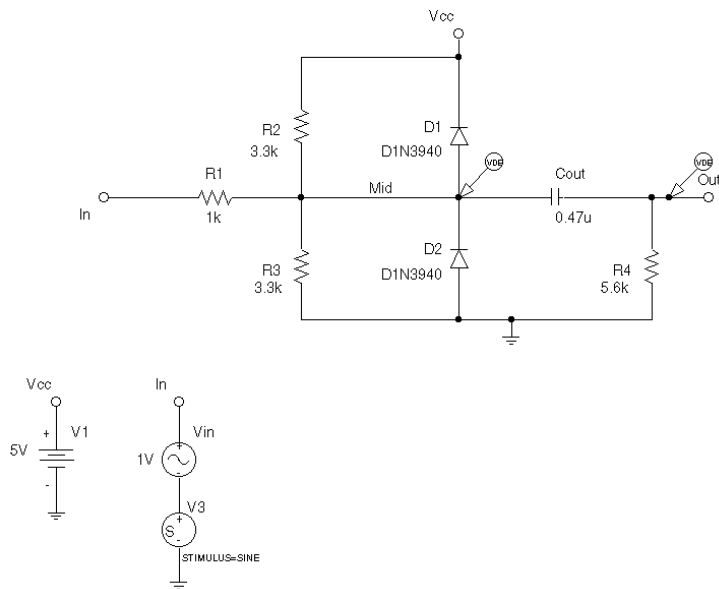 Vcc
R2
3.3k
D1
D1N3940
VDB
R1
1k
Mid
Cout
0.47u
VDB
Out
In
R3
3.3k
D2
D1N3940
R4
5.6k
Vcc
+
V1
5V
-
In
Vin
+
1V
-
V3
+
S
-
STIMULUS=SINE